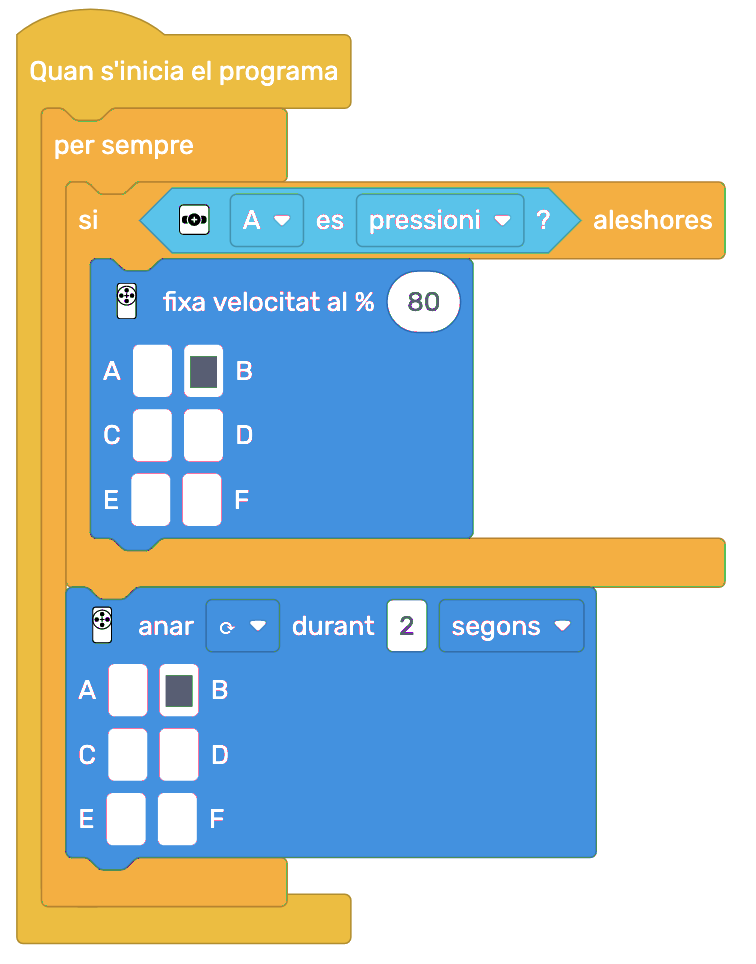 Quan s'inicia el programa
per sempre
si A es pressioni ? aleshores
fixa velocitat al % 80
A B
C D
E F
anar ⟳ durant 2 segons
A B
C D
E F